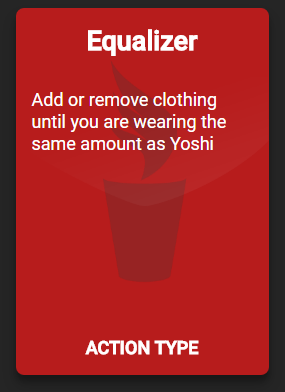 Equalizer
Add or remove clothing
until you are wearing the
same amount as Yoshi
ACTION TYPE